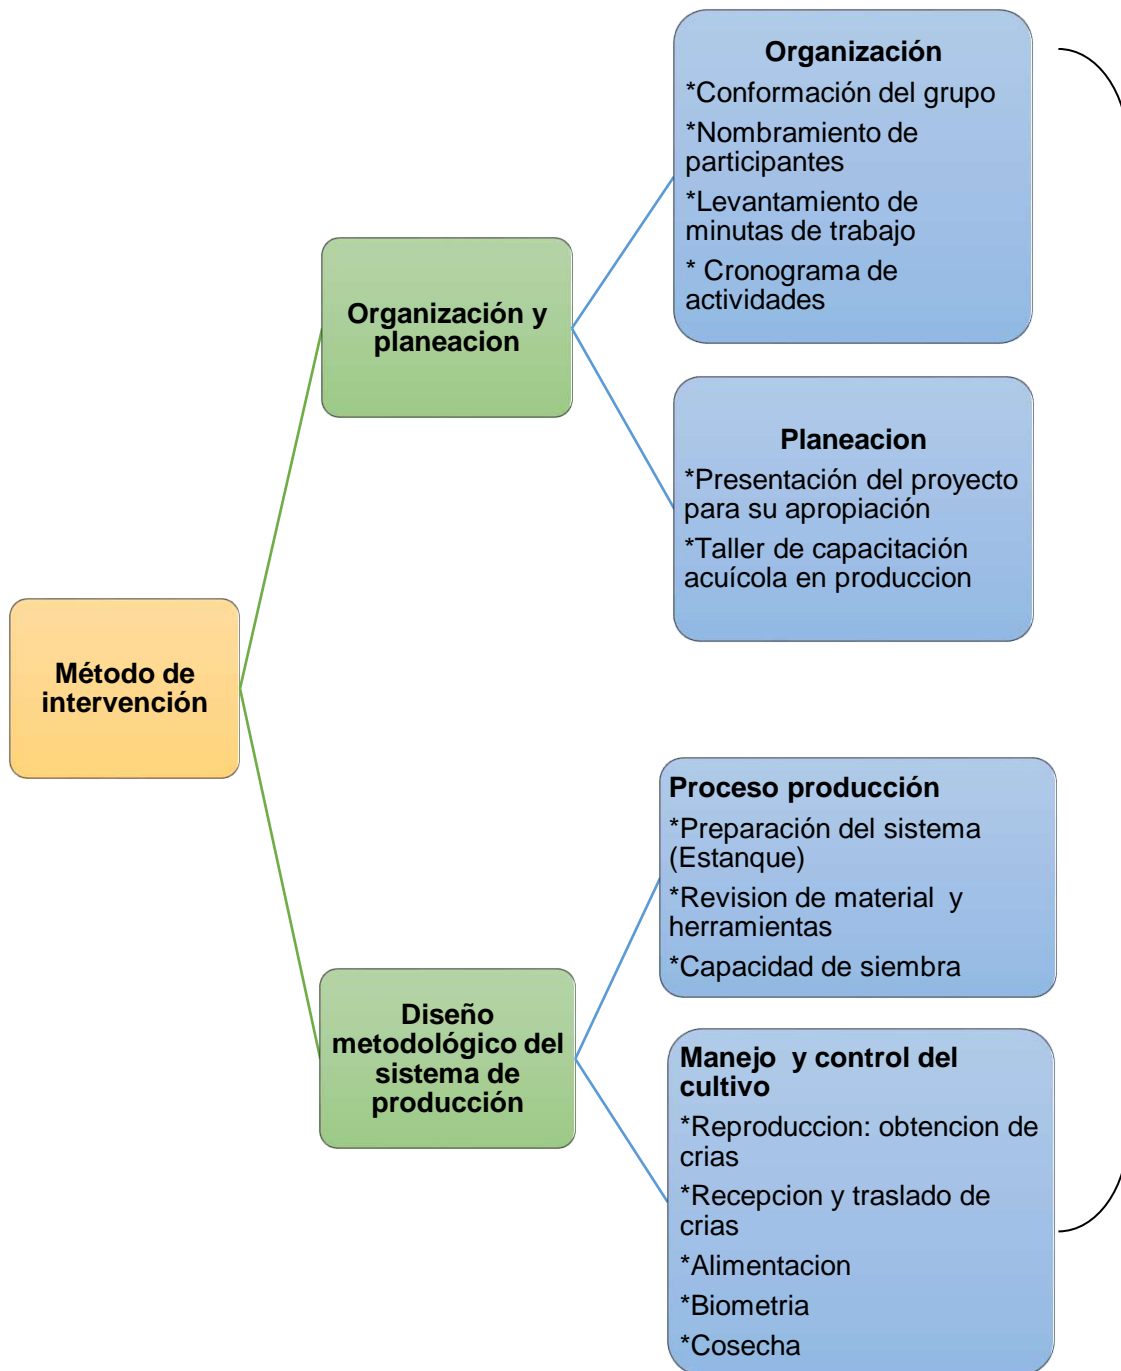 Método de
intervención
Organización y
planeacion
Organización
*Conformación del grupo
*Nombramiento de
participantes
*Levantamiento de
minutas de trabajo
* Cronograma de
actividades
Planeacion
*Presentación del proyecto
para su apropiación
*Taller de capacitación
acuícola en produccion
Diseño
metodológico del
sistema de
producción
Proceso producción
*Preparación del sistema
(Estanque)
*Revision de material  y
herramientas
*Capacidad de siembra
Manejo  y control del
cultivo
*Reproduccion: obtencion de
crias
*Recepcion y traslado de
crias
*Alimentacion
*Biometria
*Cosecha